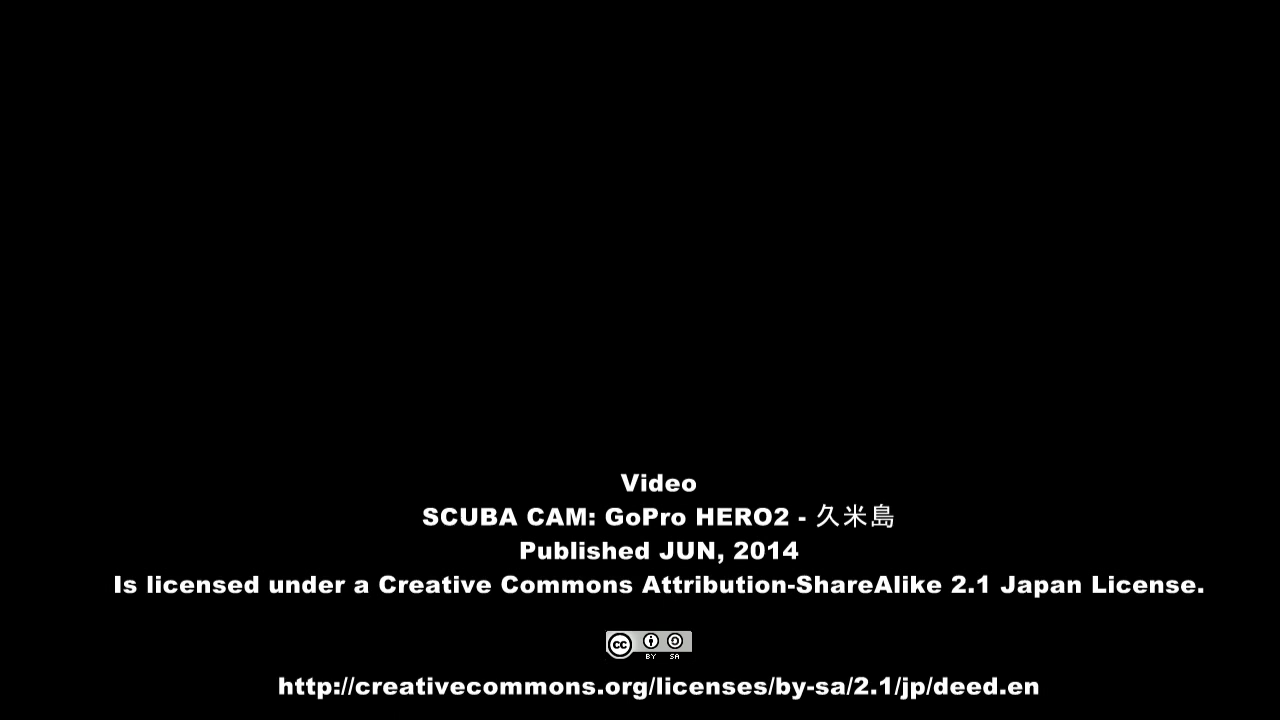 Video
SCUBA CAM: GoPro HERO2 - 久米島
Published JUN, 2014
Is licensed under a Creative Commons Attribution-ShareAlike 2.1 Japan License.
cc BY SA
http://creativecommons.org/licenses/by-sa/2.1/jp/deed.en